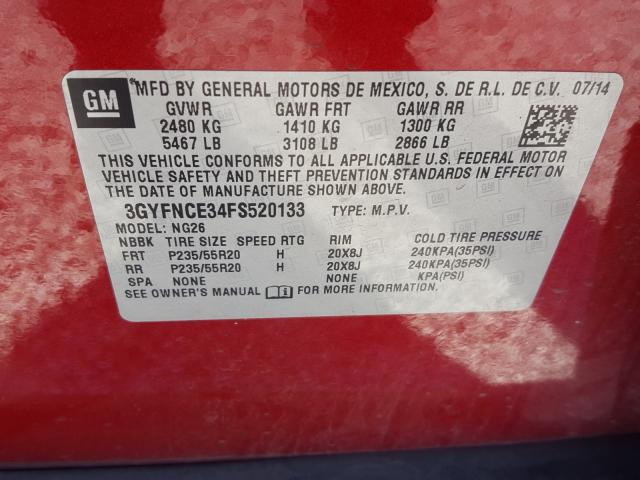 GM
MFD BY GENERAL MOTORS DE MEXICO, S. DE R.L. DE C.V. 07/14
GVWR GAWR FRT GAWR RR
2480 KG 1410 KG 1300 KG
5467 LB 3108 LB 2866 LB
THIS VEHICLE CONFORMS TO ALL APPLICABLE U.S. FEDERAL MOTOR
VEHICLE SAFETY AND THEFT PREVENTION STANDARDS IN EFFECT ON
THE DATE OF MANUFACTURE SHOWN ABOVE.
3GYFNCE34FS520133 TYPE: M.P.V.
MODEL: NG26
NBBK TIRE SIZE SPEED RTG RIM COLD TIRE PRESSURE
FRT P235/55R20 H 20X8J 240KPA(35PSI)
RR P235/55R20 H 20X8J 240KPA(35PSI)
SPA NONE NONE KPA(PSI)
SEE OWNER'S MANUAL FOR MORE INFORMATION.